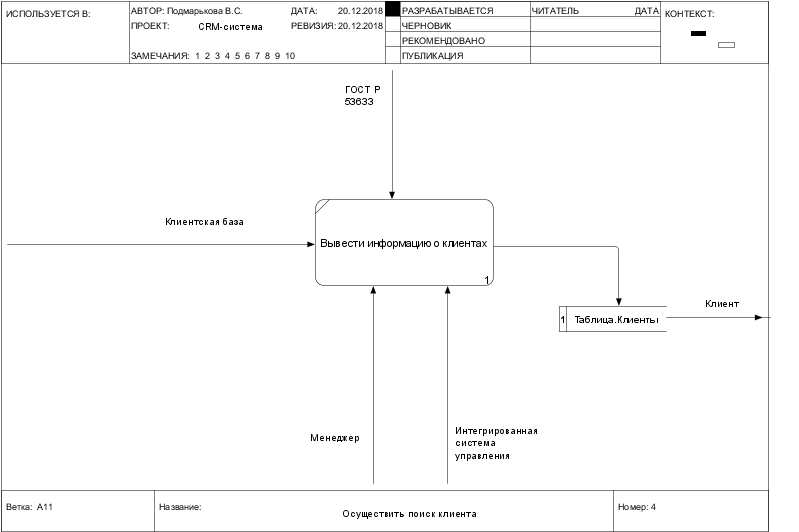 ИСПОЛЬЗУЕТСЯ В:
АВТОР: Подмарькова В.С.
ДАТА: 20.12.2018
РАЗРАБАТЫВАЕТСЯ
ЧИТАТЕЛЬ
ДАТА
КОНТЕКСТ:
ПРОЕКТ: CRM-система
РЕВИЗИЯ: 20.12.2018
ЧЕРНОВИК
РЕКОМЕНДОВАНО
ЗАМЕЧАНИЯ: 1 2 3 4 5 6 7 8 9 10
ПУБЛИКАЦИЯ
ГОСТ Р
53633
Клиентская база
Вывести информацию о клиентах
1
Клиент
1 Таблица.Клиенты
Менеджер
Интегрированная
система
управления
Ветка: A11
Название:
Осуществить поиск клиента
Номер: 4